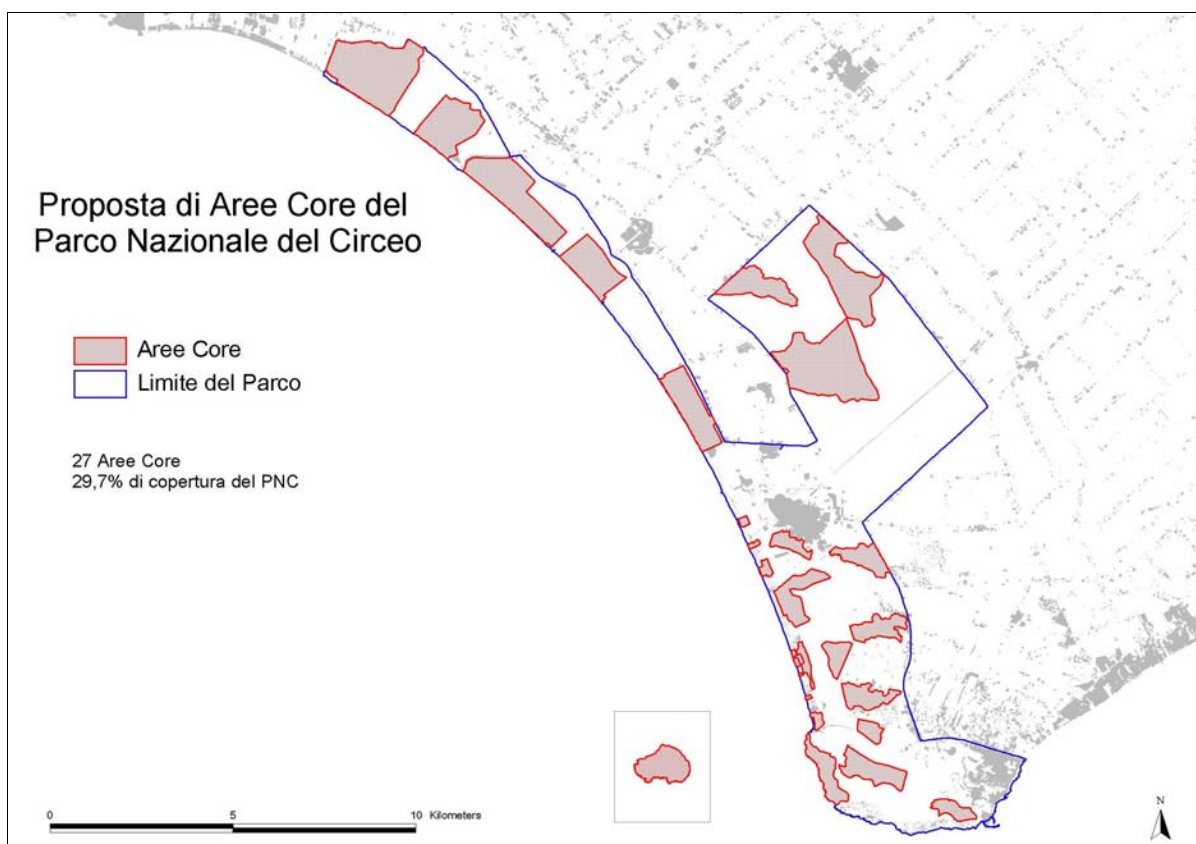 Proposta di Aree Core del
Parco Nazionale del Circeo
Aree Core
Limite del Parco
27 Aree Core
29,7% di copertura del PNC
0 5 10 Kilometers
N